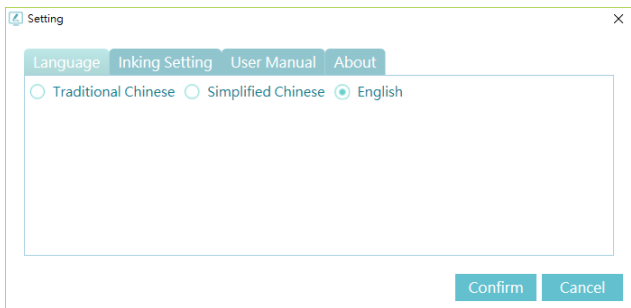 Setting
Language Inking Setting User Manual About
Traditional Chinese Simplified Chinese English
Confirm Cancel